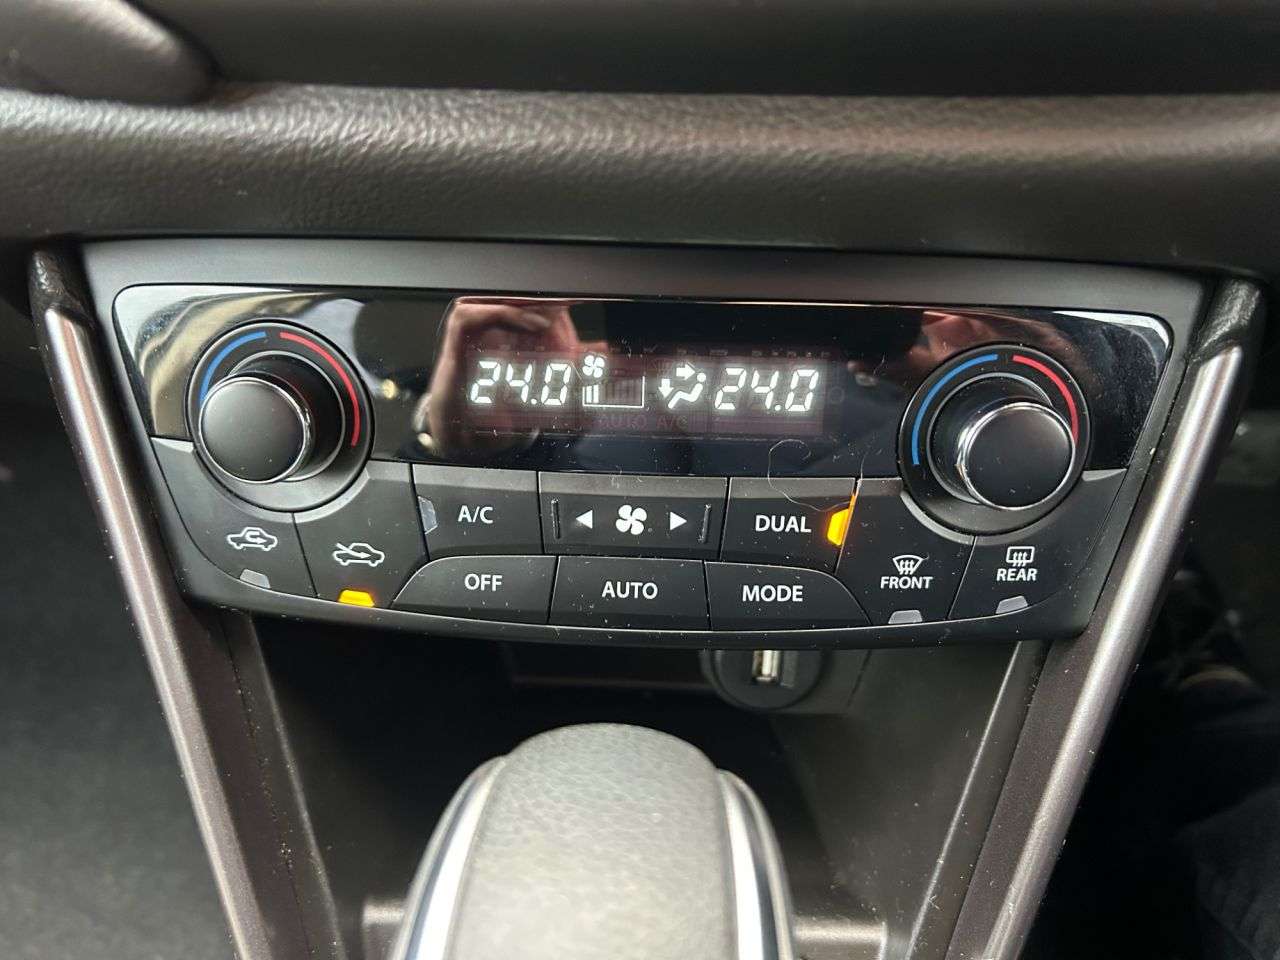 24.0 24.0
AUTO A/C
A/C
DUAL
FRONT
REAR
OFF
AUTO
MODE